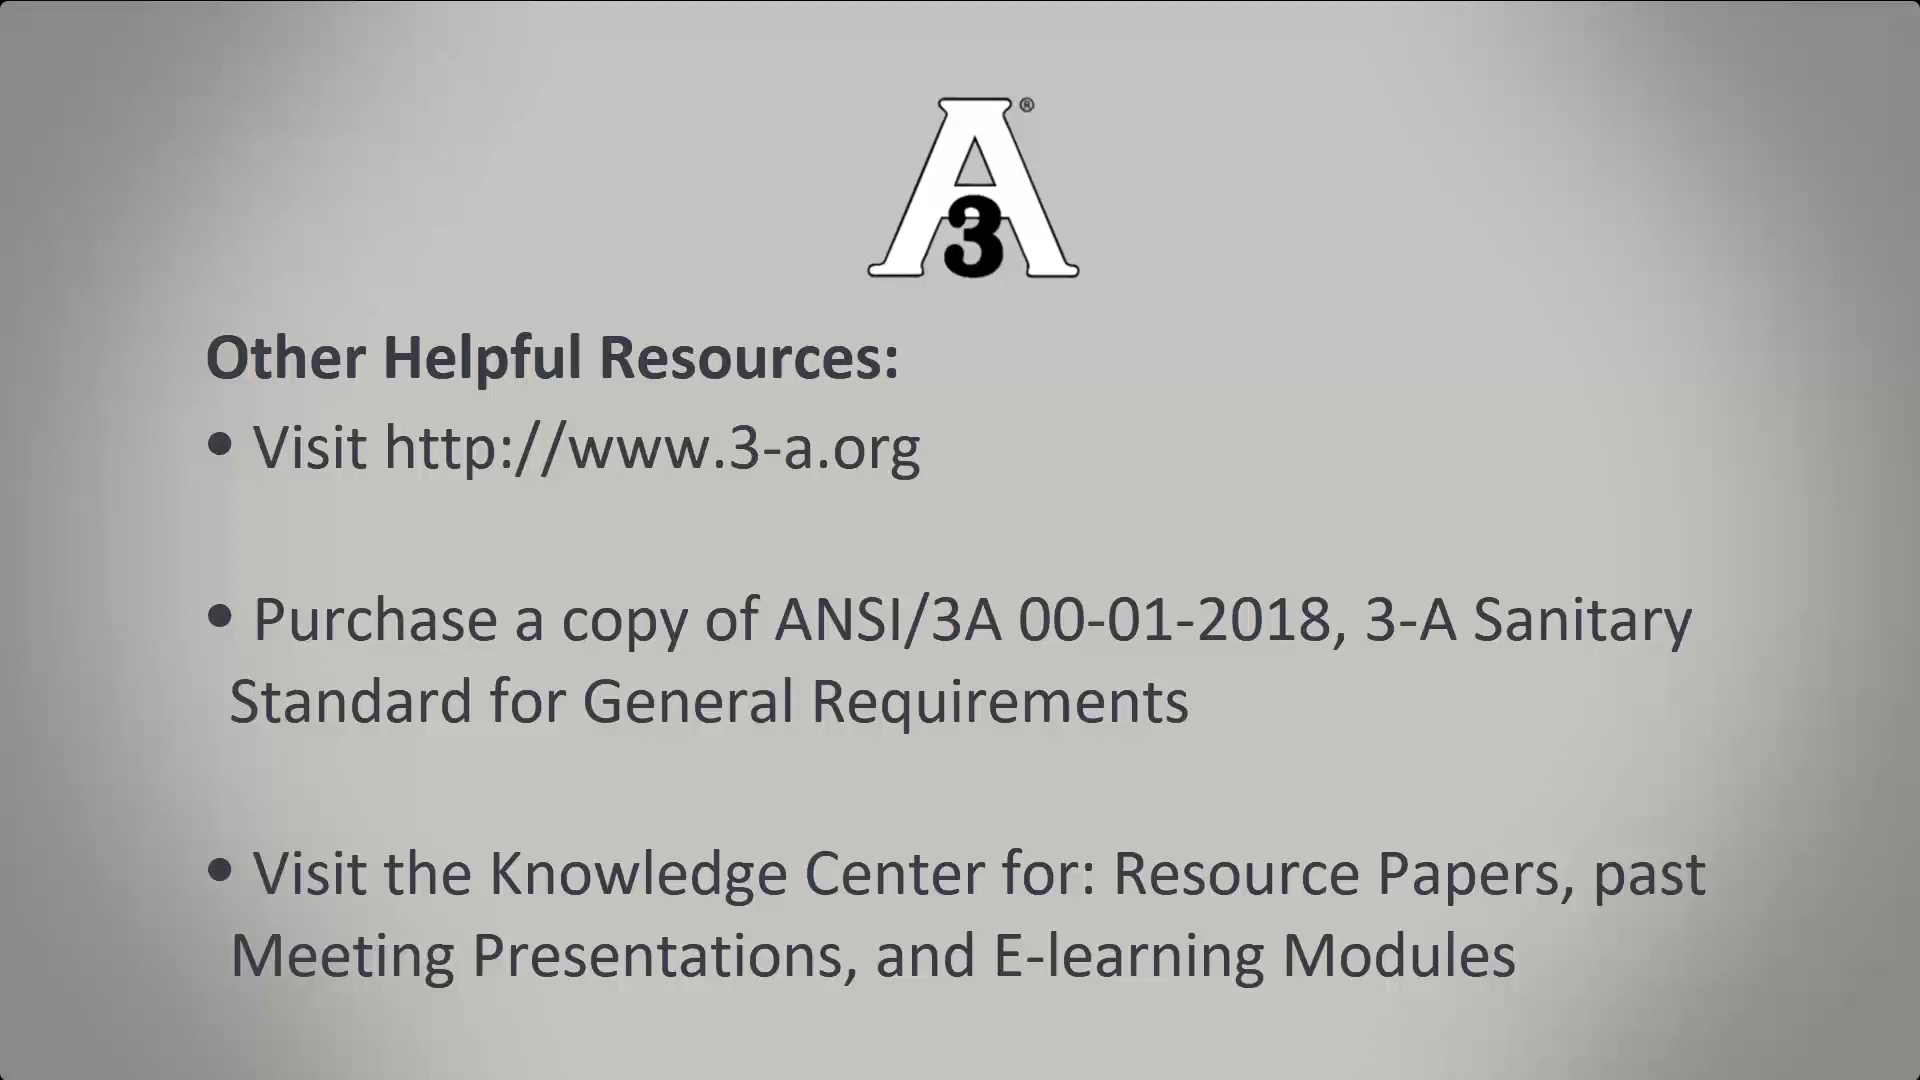 A®
3
Other Helpful Resources:
• Visit http://www.3-a.org
• Purchase a copy of ANSI/3A 00-01-2018, 3-A Sanitary
Standard for General Requirements
• Visit the Knowledge Center for: Resource Papers, past
Meeting Presentations, and E-learning Modules